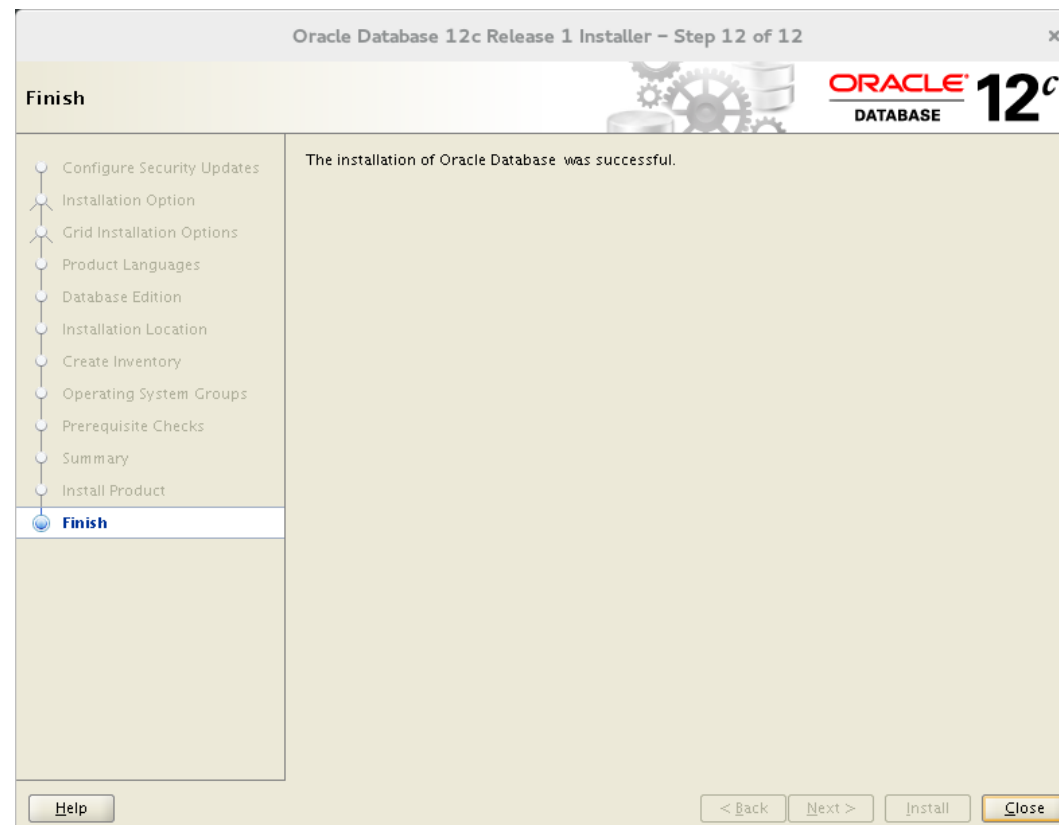 Oracle Database 12c Release 1 Installer – Step 12 of 12
Finish
ORACLE
DATABASE
12c
Configure Security Updates
Installation Option
Grid Installation Options
Product Languages
Database Edition
Installation Location
Create Inventory
Operating System Groups
Prerequisite Checks
Summary
Install Product
Finish
The installation of Oracle Database was successful.
Help
< Back
Next >
Install
Close